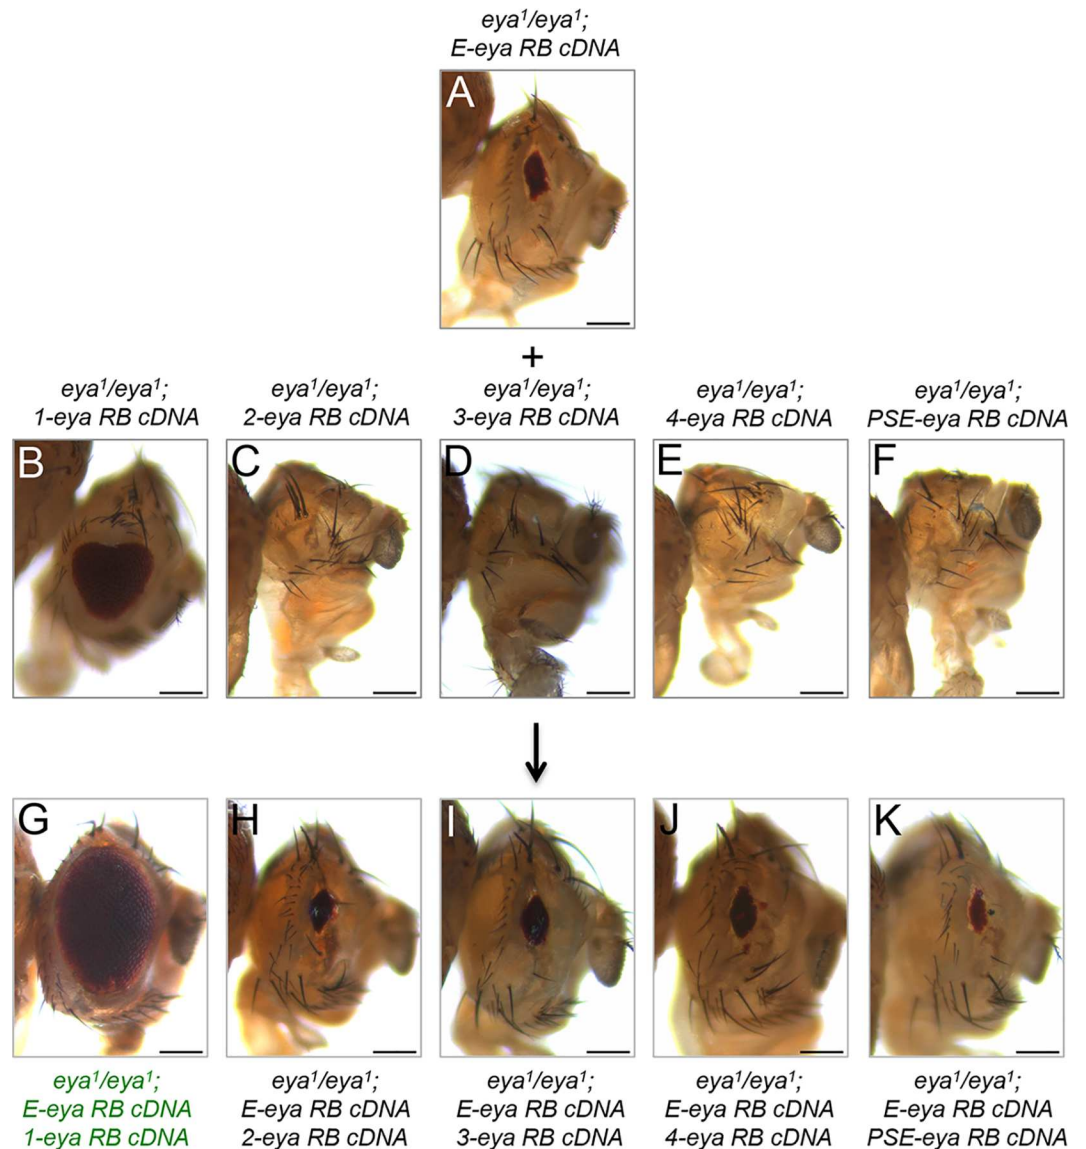 eya¹/eya¹;
E-eya RB cDNA
A
+
eya¹/eya¹;
1-eya RB cDNA
eya¹/eya¹;
2-eya RB cDNA
eya¹/eya¹;
3-eya RB cDNA
eya¹/eya¹;
4-eya RB cDNA
eya¹/eya¹;
PSE-eya RB cDNA
B
C
D
E
F
G
H
I
J
K
eya¹/eya¹;
E-eya RB cDNA
1-eya RB cDNA
eya¹/eya¹;
E-eya RB cDNA
2-eya RB cDNA
eya¹/eya¹;
E-eya RB cDNA
3-eya RB cDNA
eya¹/eya¹;
E-eya RB cDNA
4-eya RB cDNA
eya¹/eya¹;
E-eya RB cDNA
PSE-eya RB cDNA